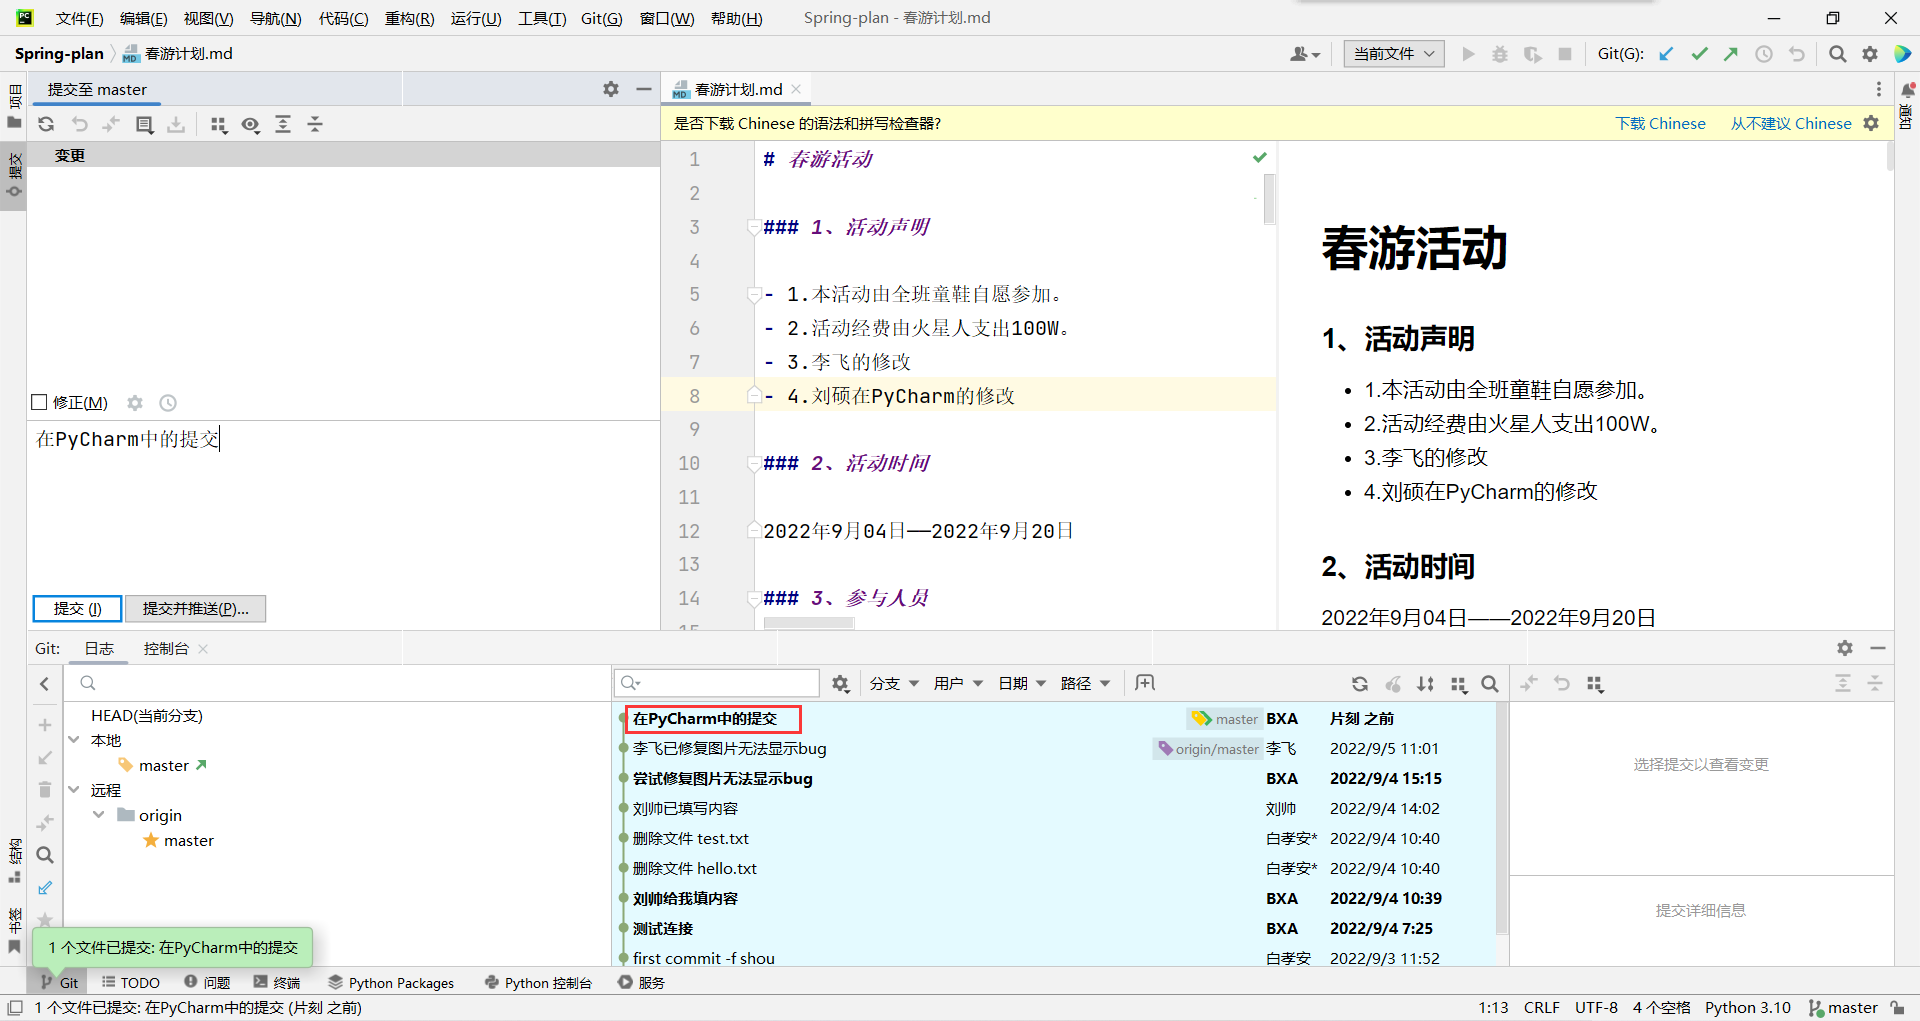 文件(F) 编辑(E) 视图(V) 导航(N) 代码(C) 重构(R) 运行(U) 工具(T) Git(G) 窗口(W) 帮助(H) Spring-plan - 春游计划.md
Spring-plan 春游计划.md 当前文件 Git(G):
提交至 master
春游计划.md
项目
提交
结构
书签
通知
变更
是否下载 Chinese 的语法和拼写检查器? 下载 Chinese 从不建议 Chinese
1 # 春游活动
2
3 ### 1、活动声明
4
5 - 1.本活动由全班童鞋自愿参加。
6 - 2.活动经费由火星人支出100W。
7 - 3.李飞的修改
8 - 4.刘硕在PyCharm的修改
9
10 ### 2、活动时间
11
12 2022年9月04日——2022年9月20日
13
14 ### 3、参与人员
15
春游活动
1、活动声明
• 1.本活动由全班童鞋自愿参加。
• 2.活动经费由火星人支出100W。
• 3.李飞的修改
• 4.刘硕在PyCharm的修改
2、活动时间
2022年9月04日——2022年9月20日
修正(M)
在PyCharm中的提交
提交 (I) 提交并推送(P)...
Git: 日志 控制台
HEAD(当前分支)
本地
master
远程
origin
master
分支 用户 日期 路径
在PyCharm中的提交 master BXA 片刻 之前
李飞已修复图片无法显示bug origin/master 李飞 2022/9/5 11:01
尝试修复图片无法显示bug BXA 2022/9/4 15:15
刘帅已填写内容 刘帅 2022/9/4 14:02
删除文件 test.txt 白孝安* 2022/9/4 10:40
删除文件 hello.txt 白孝安* 2022/9/4 10:40
刘帅给我填内容 BXA 2022/9/4 10:39
测试连接 BXA 2022/9/4 7:25
first commit -f shou 白孝安 2022/9/3 11:52
选择提交以查看变更
提交详细信息
1 个文件已提交: 在PyCharm中的提交
Git TODO 问题 终端 Python Packages Python 控制台 服务
1 个文件已提交: 在PyCharm中的提交 (片刻 之前) 1:13 CRLF UTF-8 4 个空格 Python 3.10 master